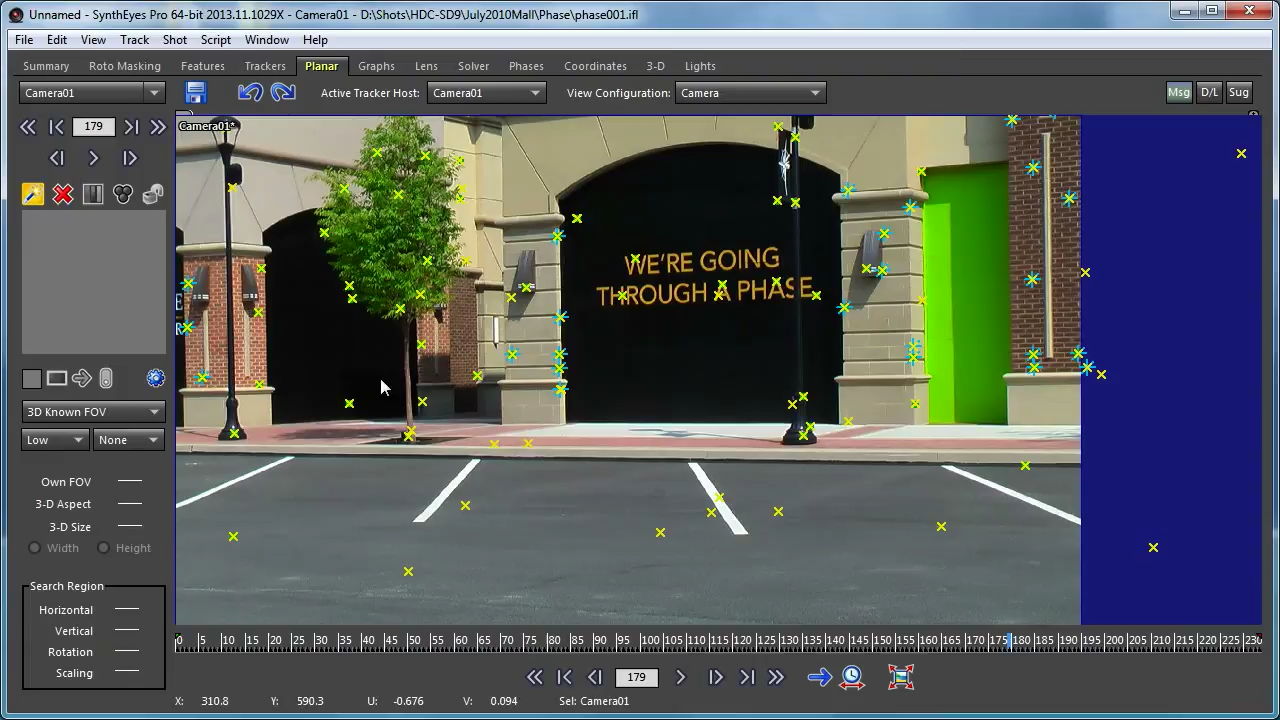 Unnamed - SynthEyes Pro 64-bit 2013.11.1029X - Camera01 - D:\Shots\HDC-SD9\July2010Mall\Phase\phase001.ifl
File Edit View Track Shot Script Window Help
Summary Roto Masking Features Trackers Planar Graphs Lens Solver Phases Coordinates 3-D Lights
Camera01 Active Tracker Host: Camera01 View Configuration: Camera Msg D/L Sug
179
Camera01*
WE'RE GOING
THROUGH A PHASE
3D Known FOV
Low None
Own FOV
3-D Aspect
3-D Size
Width Height
Search Region
Horizontal
Vertical
Rotation
Scaling
0 5 10 15 20 25 30 35 40 45 50 55 60 65 70 75 80 85 90 95 100 105 110 115 120 125 130 135 140 145 150 155 160 165 170 175 180 185 190 195 200 205 210 215 220 225 230
179
X: 310.8 Y: 590.3 U: -0.676 V: 0.094 Sel: Camera01